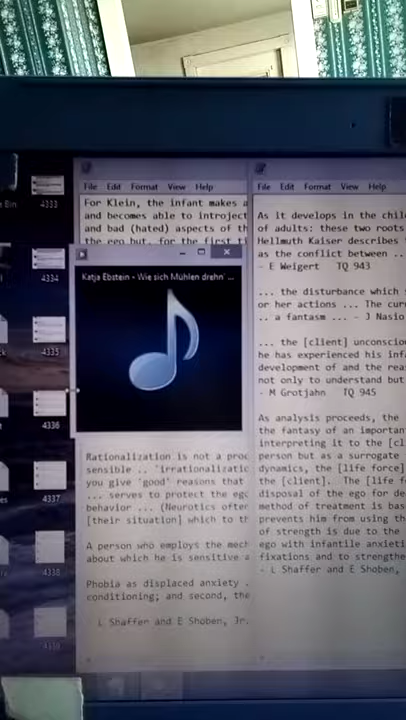 Bin
4333
4334
4335
4336
4337
4338
4339
File Edit Format View Help
For Klein, the infant makes a
and becomes able to introject
and bad (hated) aspects of th
the ego but, for the first ti
Katja Ebstein - Wie sich Mühlen drehn' ...
Rationalization is not a proc
sensible .. 'irrationalizatio
you give 'good' reasons that
... serves to protect the ego
behavior ... (Neurotics often
[their situation] which to th
A person who employs the mech
about which he is sensitive a
Phobia as displaced anxiety .
conditioning; and second, the
L Shaffer and E Shoben, Jr.
File Edit Format View Help
As it develops in the chil
of adults: these two roots
Hellmuth Kaiser describes
as the conflict between ..
- E Weigert TQ 943
... the disturbance which
or her actions ... The cur
.. a fantasm ... - J Nasio
... the [client] unconscio
he has experienced his inf
development of and the rea
not only to understand but
- M Grotjahn TQ 945
As analysis proceeds, the
the fantasy of an importan
interpreting it to the [cl
person but as a surrogate
dynamics, the [life force]
the [client]. The [life f
disposal of the ego for de
method of treatment is bas
prevents him from using th
of strength is due to the
ego with infantile anxieti
fixations and to strengthe
- L Shaffer and E Shoben,